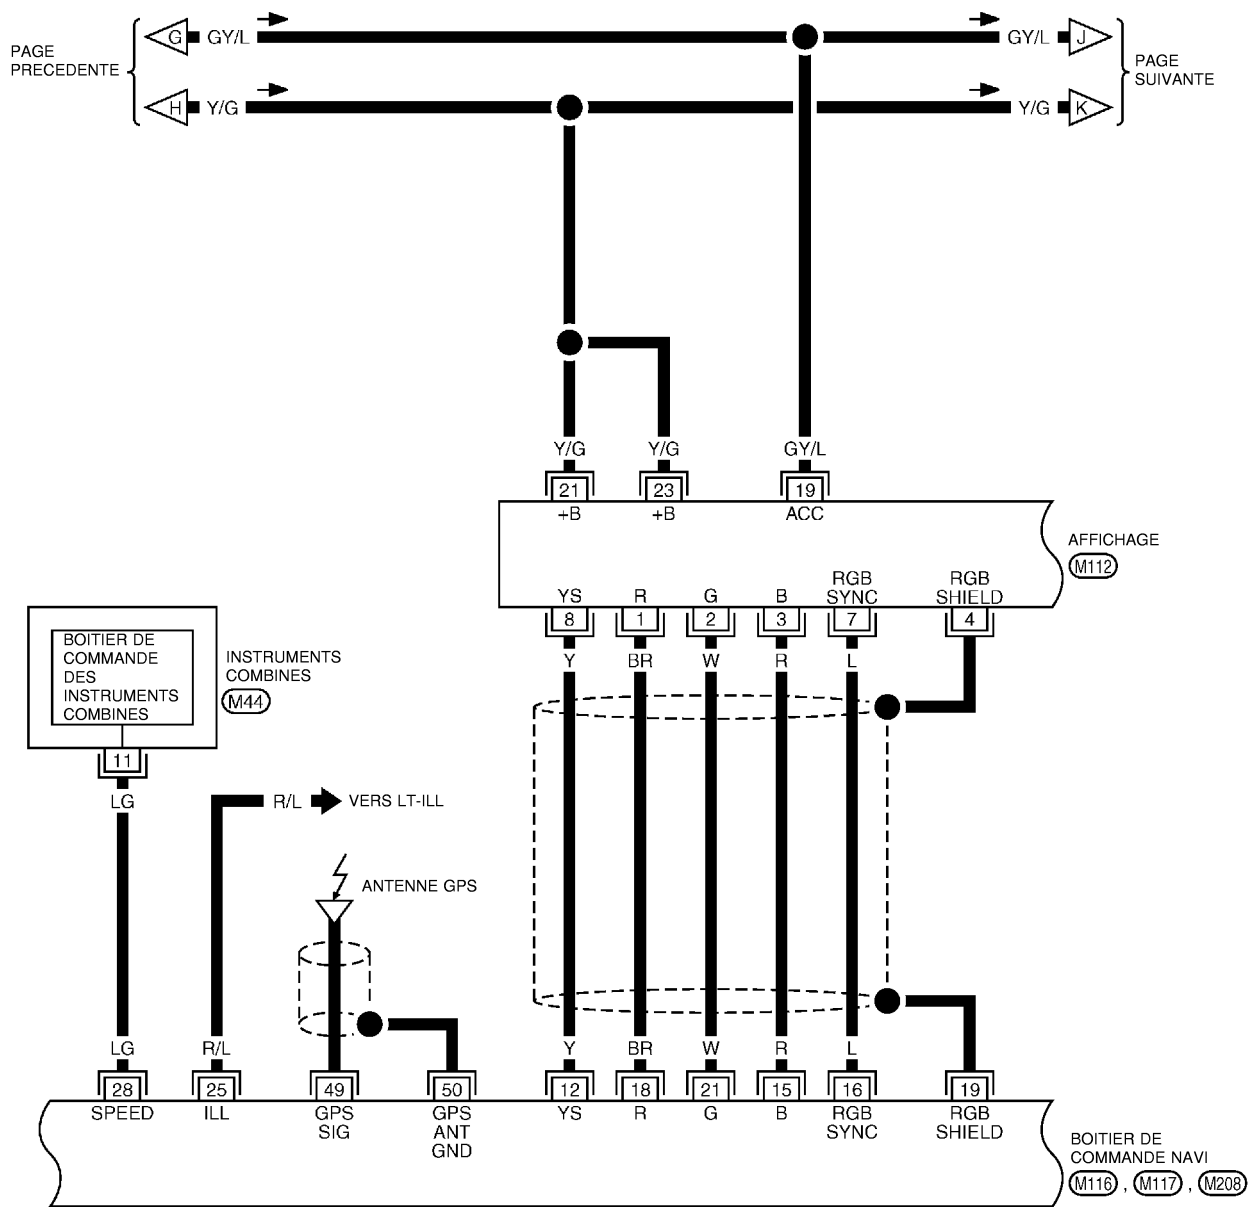 PAGE
PRECEDENTE
G GY/L GY/L J
H Y/G Y/G K
PAGE
SUIVANTE
Y/G Y/G GY/L
21 23 19
+B +B ACC
AFFICHAGE
M112
YS R G B RGB SYNC RGB SHIELD
8 1 2 3 7 4
Y BR W R L
BOITIER DE
COMMANDE
DES
INSTRUMENTS
COMBINES
INSTRUMENTS
COMBINES
M44
11
LG
R/L VERS LT-ILL
ANTENNE GPS
LG R/L Y BR W R L
28 25 49 50 12 18 21 15 16 19
SPEED ILL GPS SIG GPS ANT GND YS R G B RGB SYNC RGB SHIELD
BOITIER DE
COMMANDE NAVI
M116 , M117 , M208